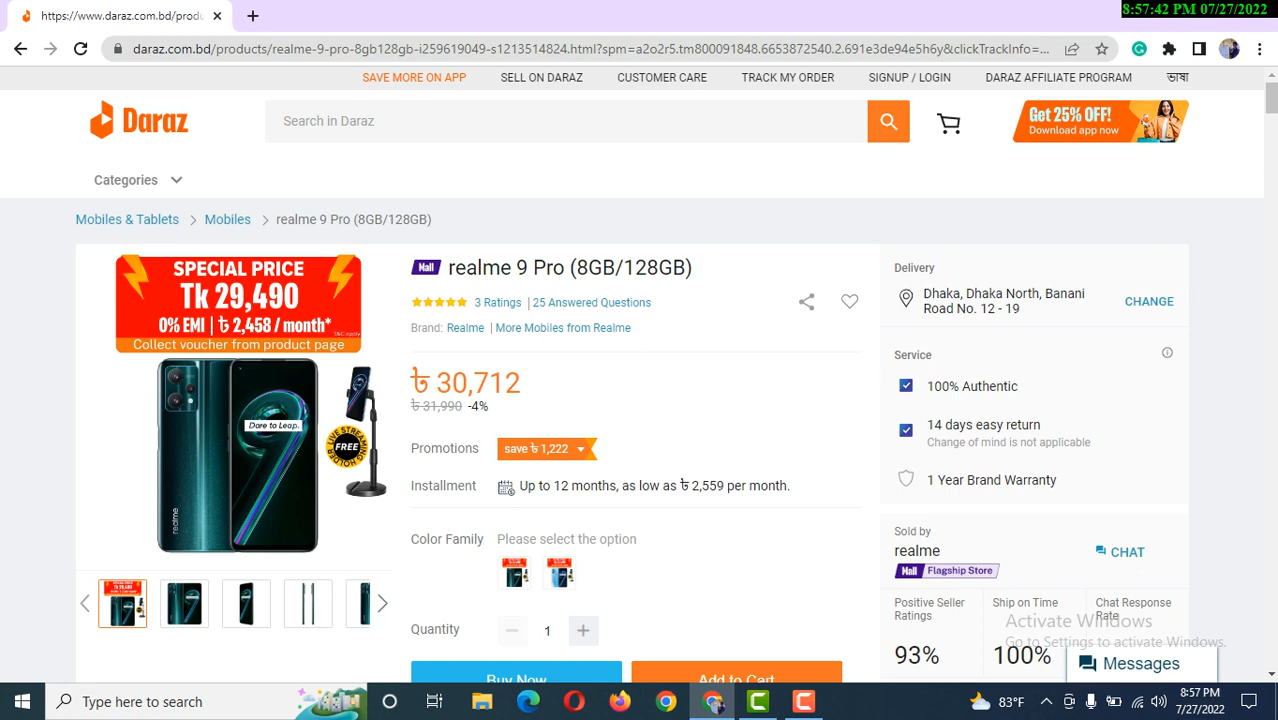 8:57:42 PM 07/27/2022
https://www.daraz.com.bd/produ
daraz.com.bd/products/realme-9-pro-8gb128gb-i259619049-s1213514824.html?spm=a2o2r5.tm800091848.6653872540.2.691e3de94e5h6y&clickTrackInfo=...
SAVE MORE ON APP SELL ON DARAZ CUSTOMER CARE TRACK MY ORDER SIGNUP / LOGIN DARAZ AFFILIATE PROGRAM ভাষা
Daraz
Search in Daraz
Get 25% OFF!
Download app now
Categories
Mobiles & Tablets > Mobiles > realme 9 Pro (8GB/128GB)
SPECIAL PRICE
Tk 29,490
0% EMI | ৳ 2,458 / month*
Collect voucher from product page
Dare to Leap.
LIVE STREAMING
FREE
HOLDER
realme
Mall realme 9 Pro (8GB/128GB)
3 Ratings | 25 Answered Questions
Brand: Realme | More Mobiles from Realme
৳ 30,712
৳ 31,990 -4%
Promotions save ৳ 1,222
Installment Up to 12 months, as low as ৳ 2,559 per month.
Color Family Please select the option
Quantity 1
Buy Now Add to Cart
Delivery
Dhaka, Dhaka North, Banani
Road No. 12 - 19
CHANGE
Service
100% Authentic
14 days easy return
Change of mind is not applicable
1 Year Brand Warranty
Sold by
realme
CHAT
Mall Flagship Store
Positive Seller
Ratings
Ship on Time
Chat Response
Rate
93% 100%
Activate Windows
Go to Settings to activate Windows.
Messages
Type here to search
83°F
8:57 PM
7/27/2022